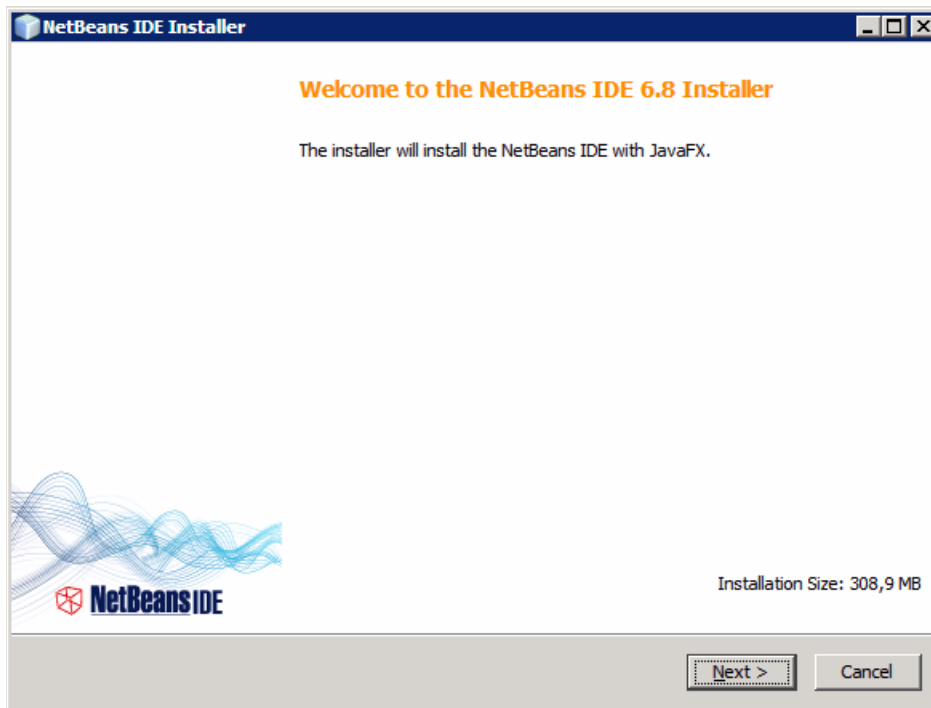 NetBeans IDE Installer
Welcome to the NetBeans IDE 6.8 Installer
The installer will install the NetBeans IDE with JavaFX.
NetBeans IDE
Installation Size: 308,9 MB
Next >
Cancel